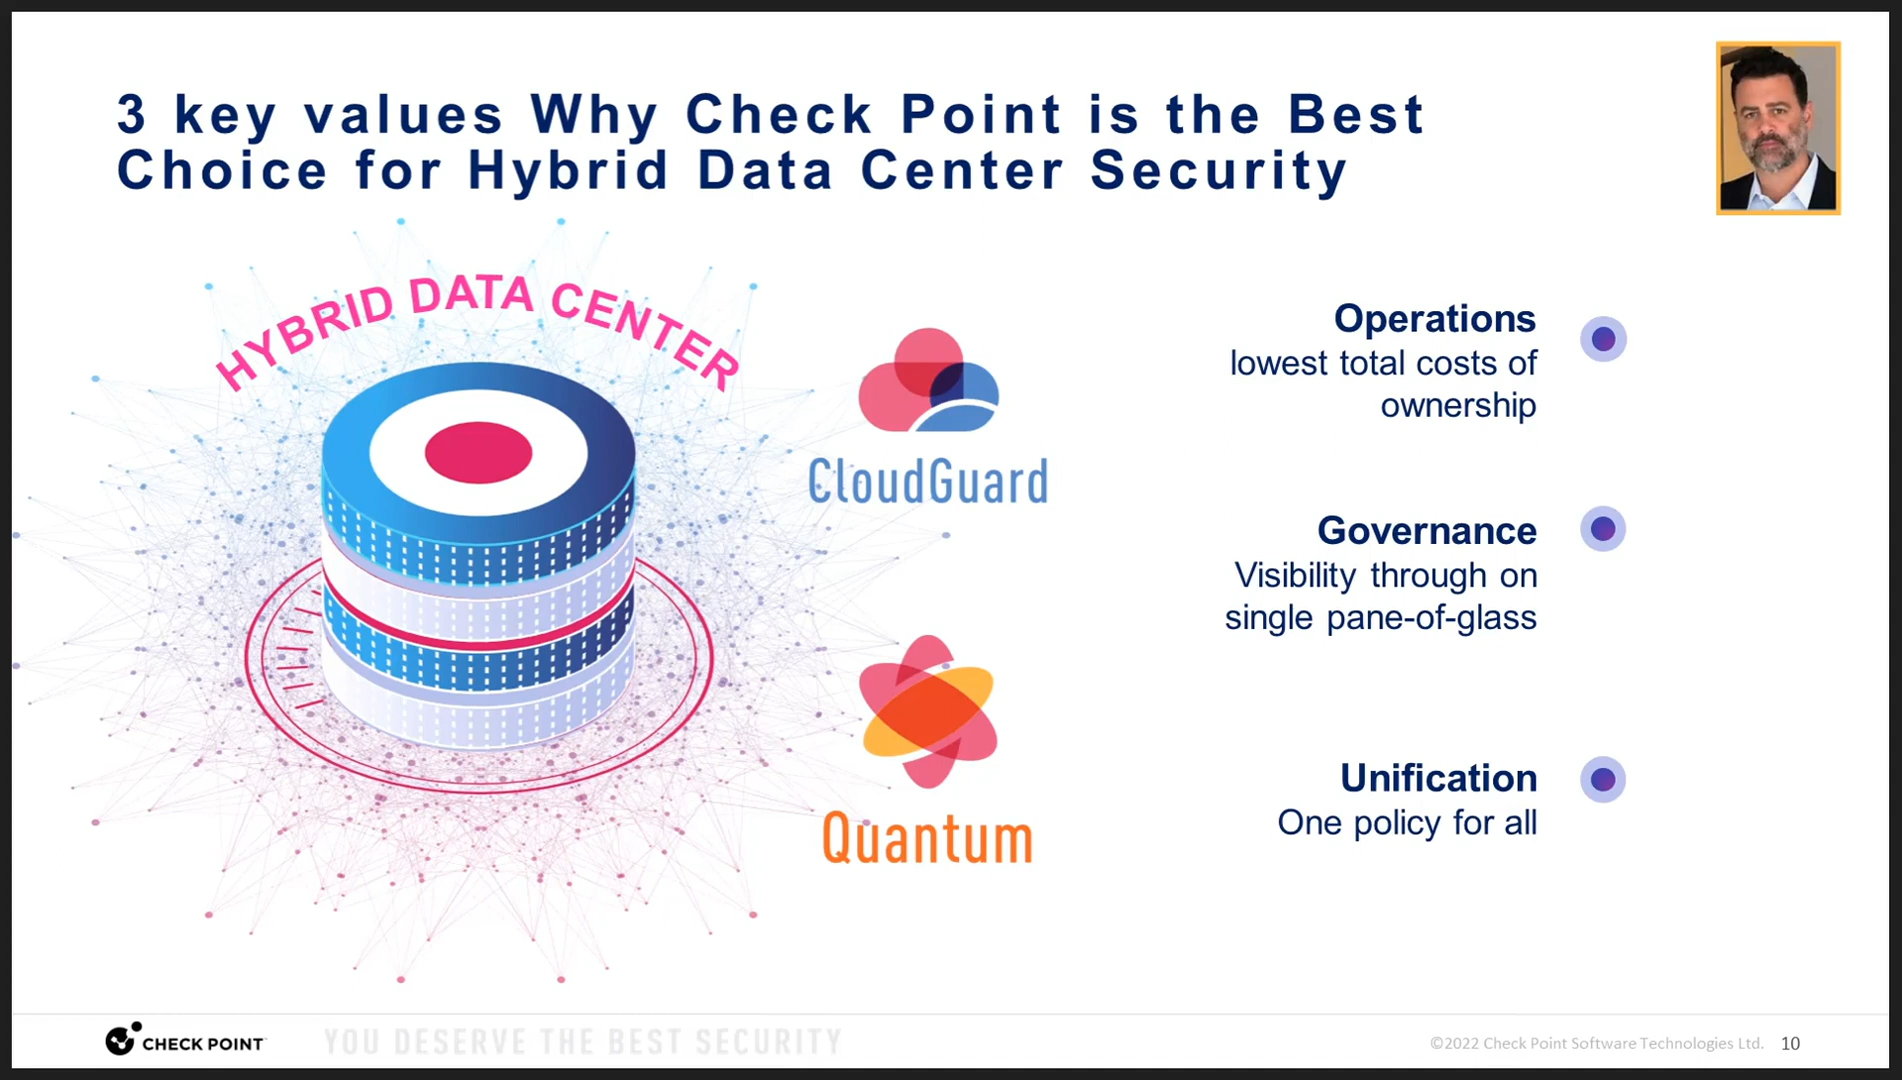 3 key values Why Check Point is the Best
Choice for Hybrid Data Center Security
HYBRID DATA CENTER
CloudGuard
Quantum
Operations
lowest total costs of
ownership
Governance
Visibility through on
single pane-of-glass
Unification
One policy for all
CHECK POINT
YOU DESERVE THE BEST SECURITY
©2022 Check Point Software Technologies Ltd. 10